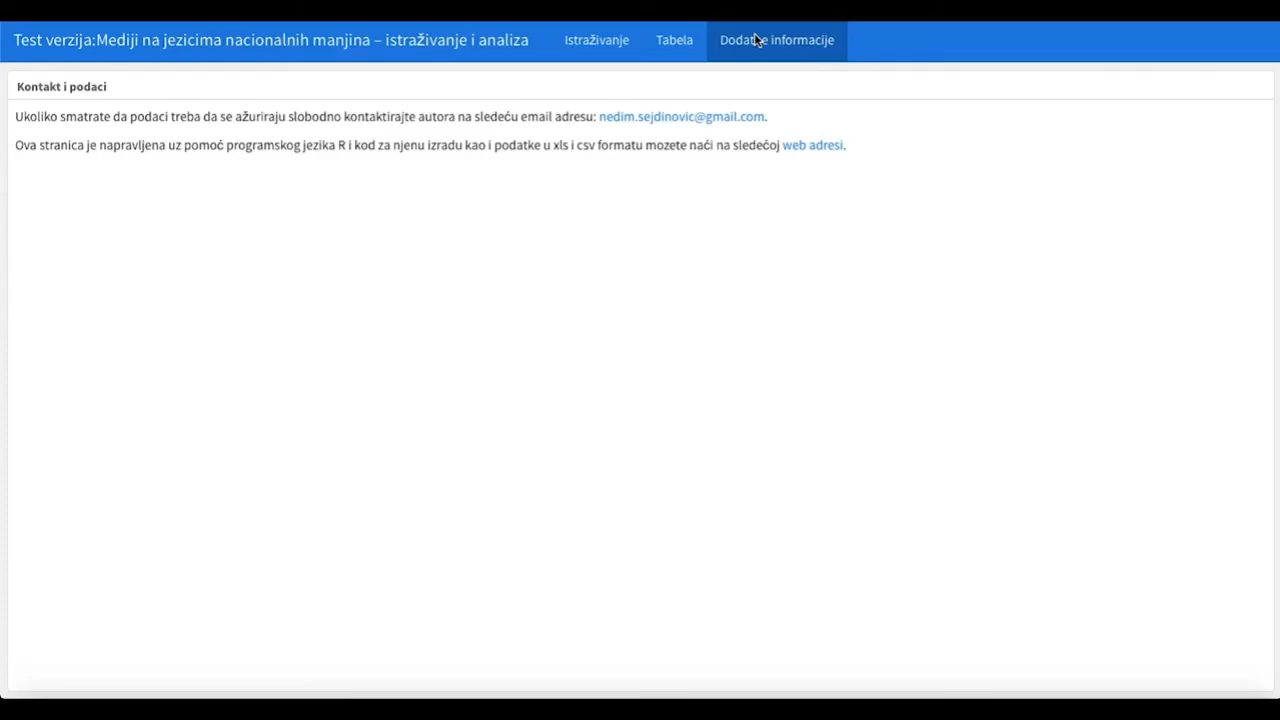 Test verzija:Mediji na jezicima nacionalnih manjina – istraživanje i analiza
Istraživanje
Tabela
Dodatne informacije
Kontakt i podaci
Ukoliko smatrate da podaci treba da se ažuriraju slobodno kontaktirajte autora na sledeću email adresu: nedim.sejdinovic@gmail.com.
Ova stranica je napravljena uz pomoć programskog jezika R i kod za njenu izradu kao i podatke u xls i csv formatu mozete naći na sledećoj web adresi.